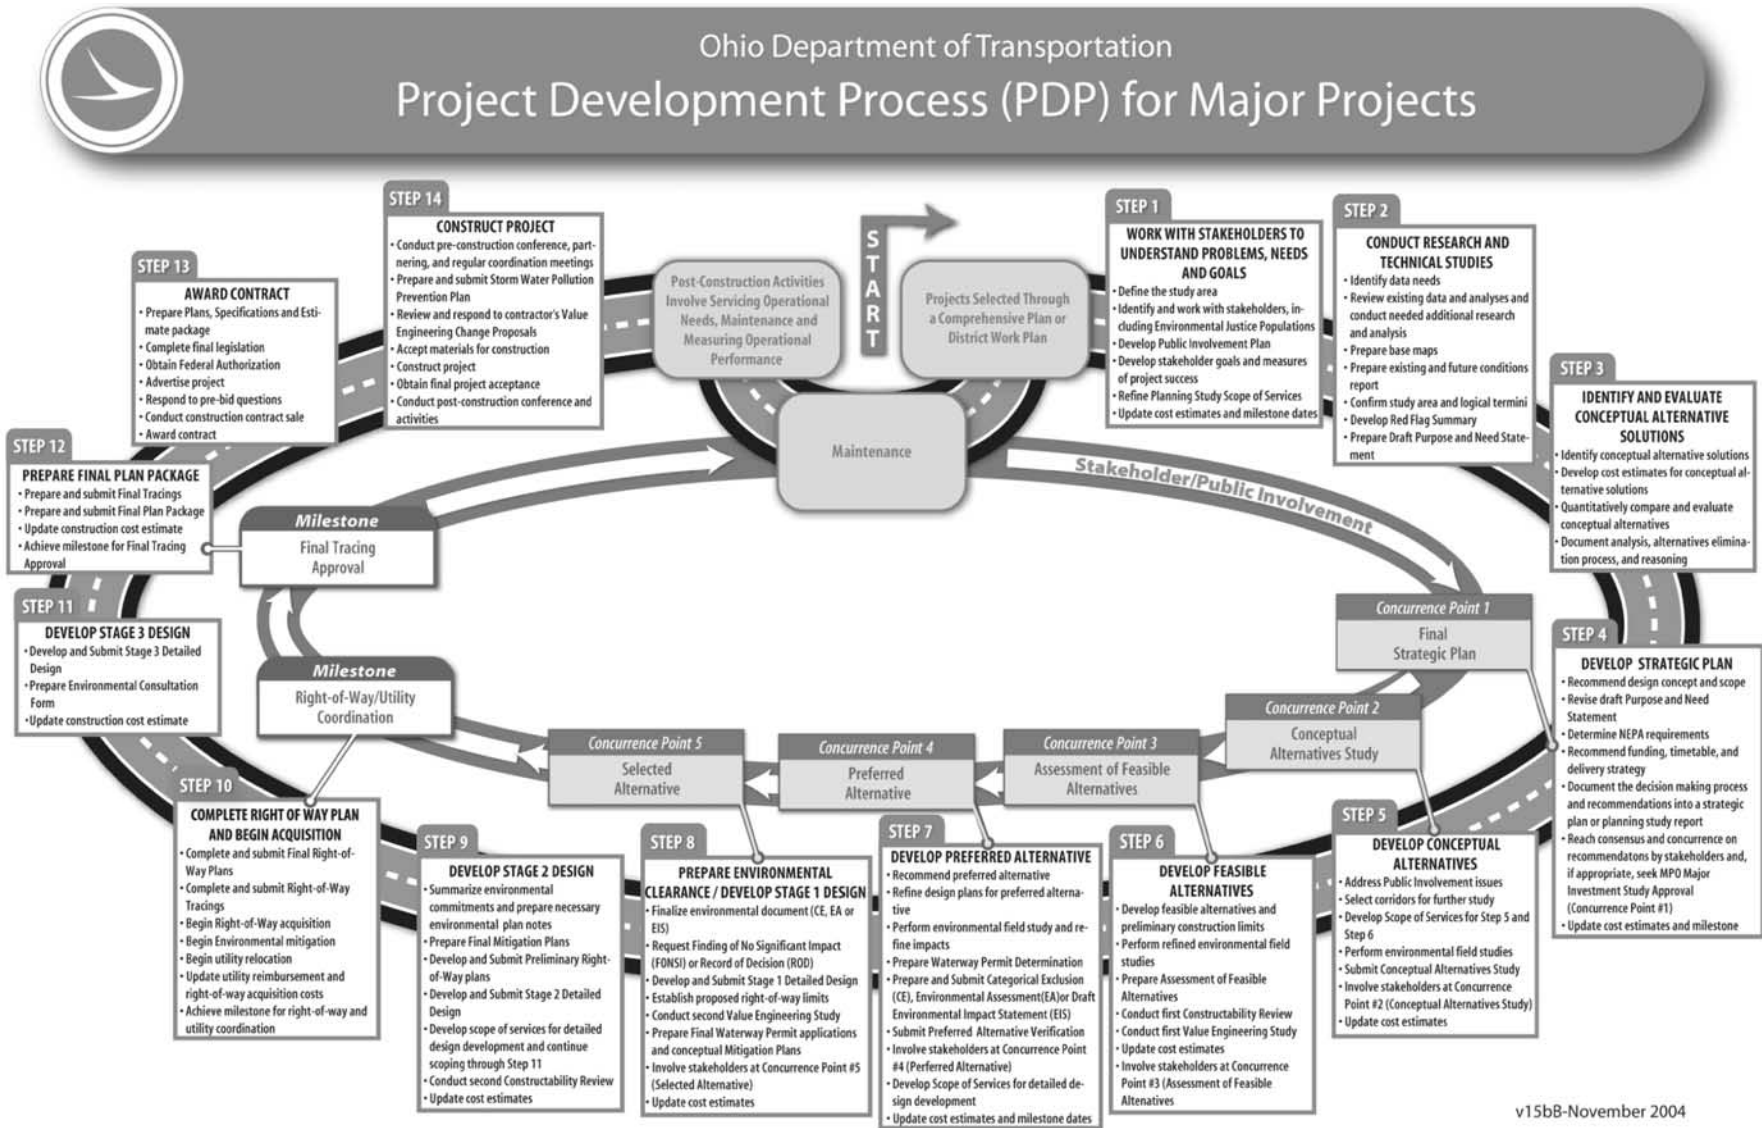 Ohio Department of Transportation
Project Development Process (PDP) for Major Projects
START
Projects Selected Through
a Comprehensive Plan or
District Work Plan
STEP 1
WORK WITH STAKEHOLDERS TO
UNDERSTAND PROBLEMS, NEEDS
AND GOALS
• Define the study area
• Identify and work with stakeholders, in-
cluding Environmental Justice Populations
• Develop Public Involvement Plan
• Develop stakeholder goals and measures
of project success
• Refine Planning Study Scope of Services
• Update cost estimates and milestone dates
STEP 2
CONDUCT RESEARCH AND
TECHNICAL STUDIES
• Identify data needs
• Review existing data and analyses and
conduct needed additional research
and analysis
• Prepare base maps
• Prepare existing and future conditions
report
• Confirm study area and logical termini
• Develop Red Flag Summary
• Prepare Draft Purpose and Need State-
ment
STEP 3
IDENTIFY AND EVALUATE
CONCEPTUAL ALTERNATIVE
SOLUTIONS
• Identify conceptual alternative solutions
• Develop cost estimates for conceptual al-
ternative solutions
• Quantitatively compare and evaluate
conceptual alternatives
• Document analysis, alternatives elimina-
tion process, and reasoning
STEP 4
DEVELOP STRATEGIC PLAN
• Recommend design concept and scope
• Revise draft Purpose and Need
Statement
• Determine NEPA requirements
• Recommend funding, timetable, and
delivery strategy
• Document the decision making process
and recommendations into a strategic
plan or planning study report
• Reach consensus and concurrence on
recommendatons by stakeholders and,
if appropriate, seek MPO Major
Investment Study Approval
(Concurrence Point #1)
• Update cost estimates and milestone
STEP 5
DEVELOP CONCEPTUAL
ALTERNATIVES
• Address Public Involvement issues
• Select corridors for further study
• Develop Scope of Services for Step 5 and
Step 6
• Perform environmental field studies
• Submit Conceptual Alternatives Study
• Involve stakeholders at Concurrence
Point #2 (Conceptual Alternatives Study)
• Update cost estimates
STEP 6
DEVELOP FEASIBLE
ALTERNATIVES
• Develop feasible alternatives and
preliminary construction limits
• Perform refined environmental field
studies
• Prepare Assessment of Feasible
Alternatives
• Conduct first Constructability Review
• Conduct first Value Engineering Study
• Update cost estimates
• Involve stakeholders at Concurrence
Point #3 (Assessment of Feasible
Altenatives
STEP 7
DEVELOP PREFERRED ALTERNATIVE
• Recommend preferred alternative
• Refine design plans for preferred alterna-
tive
• Perform environmental field study and re-
fine impacts
• Prepare Waterway Permit Determination
• Prepare and Submit Categorical Exclusion
(CE), Environmental Assessment(EA)or Draft
Environmental Impact Statement (EIS)
• Submit Preferred Alternative Verification
• Involve stakeholders at Concurrence Point
#4 (Perferred Alternative)
• Develop Scope of Services for detailed de-
sign development
• Update cost estimates and milestone dates
STEP 8
PREPARE ENVIRONMENTAL
CLEARANCE / DEVELOP STAGE 1 DESIGN
• Finalize environmental document (CE, EA or
EIS)
• Request Finding of No Significant Impact
(FONSI) or Record of Decision (ROD)
• Develop and Submit Stage 1 Detailed Design
• Establish proposed right-of-way limits
• Conduct second Value Engineering Study
• Prepare Final Waterway Permit applications
and conceptual Mitigation Plans
• Involve stakeholders at Concurrence Point #5
(Selected Alternative)
• Update cost estimates
STEP 9
DEVELOP STAGE 2 DESIGN
• Summarize environmental
commitments and prepare necessary
environmental plan notes
• Prepare Final Mitigation Plans
• Develop and Submit Preliminary Right-
of-Way plans
• Develop and Submit Stage 2 Detailed
Design
• Develop scope of services for detailed
design development and continue
scoping through Step 11
• Conduct second Constructability Review
• Update cost estimates
STEP 10
COMPLETE RIGHT OF WAY PLAN
AND BEGIN ACQUISITION
• Complete and submit Final Right-of-
Way Plans
• Complete and submit Right-of-Way
Tracings
• Begin Right-of-Way acquisition
• Begin Environmental mitigation
• Begin utility relocation
• Update utility reimbursement and
right-of-way acquisition costs
• Achieve milestone for right-of-way and
utility coordination
STEP 11
DEVELOP STAGE 3 DESIGN
• Develop and Submit Stage 3 Detailed
Design
• Prepare Environmental Consultation
Form
• Update construction cost estimate
STEP 12
PREPARE FINAL PLAN PACKAGE
• Prepare and submit Final Tracings
• Prepare and submit Final Plan Package
• Update construction cost estimate
• Achieve milestone for Final Tracing
Approval
STEP 13
AWARD CONTRACT
• Prepare Plans, Specifications and Esti-
mate package
• Complete final legislation
• Obtain Federal Authorization
• Advertise project
• Respond to pre-bid questions
• Conduct construction contract sale
• Award contract
STEP 14
CONSTRUCT PROJECT
• Conduct pre-construction conference, part-
nering, and regular coordination meetings
• Prepare and submit Storm Water Pollution
Prevention Plan
• Review and respond to contractor's Value
Engineering Change Proposals
• Accept materials for construction
• Construct project
• Obtain final project acceptance
• Conduct post-construction conference and
activities
Post-Construction Activities
Involve Servicing Operational
Needs, Maintenance and
Measuring Operational
Performance
Maintenance
Stakeholder/Public Involvement
Concurrence Point 1
Final
Strategic Plan
Concurrence Point 2
Conceptual
Alternatives Study
Concurrence Point 3
Assessment of Feasible
Alternatives
Concurrence Point 4
Preferred
Alternative
Concurrence Point 5
Selected
Alternative
Milestone
Right-of-Way/Utility
Coordination
Milestone
Final Tracing
Approval
v15bB-November 2004